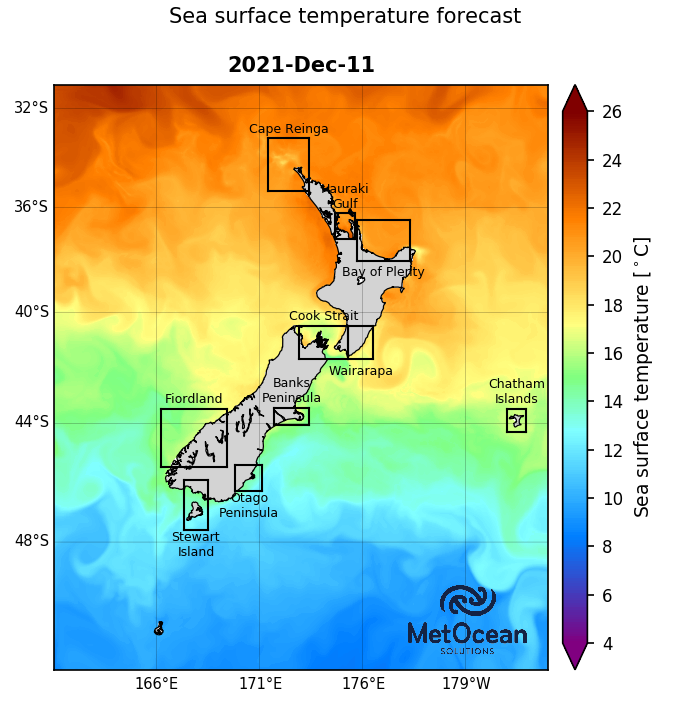 Sea surface temperature forecast
2021-Dec-11
32°S
36°S
40°S
44°S
48°S
166°E
171°E
176°E
179°W
Cape Reinga
Hauraki
Gulf
Bay of Plenty
Cook Strait
Wairarapa
Banks
Peninsula
Fiordland
Chatham
Islands
Otago
Peninsula
Stewart
Island
MetOcean
SOLUTIONS
26
24
22
20
18
16
14
12
10
8
6
4
Sea surface temperature [°C]